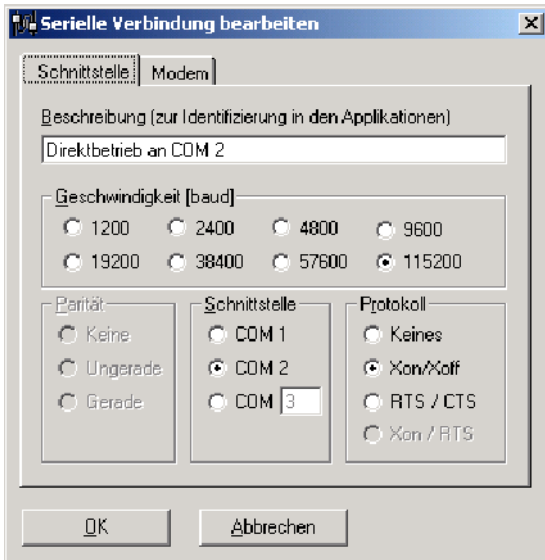 Serielle Verbindung bearbeiten
Schnittstelle Modem
Beschreibung (zur Identifizierung in den Applikationen)
Direktbetrieb an COM 2
Geschwindigkeit [baud]
1200 2400 4800 9600
19200 38400 57600 115200
Parität Schnittstelle Protokoll
Keine COM 1 Keines
Ungerade COM 2 Xon/Xoff
Gerade COM 3 RTS / CTS
Xon / RTS
OK Abbrechen